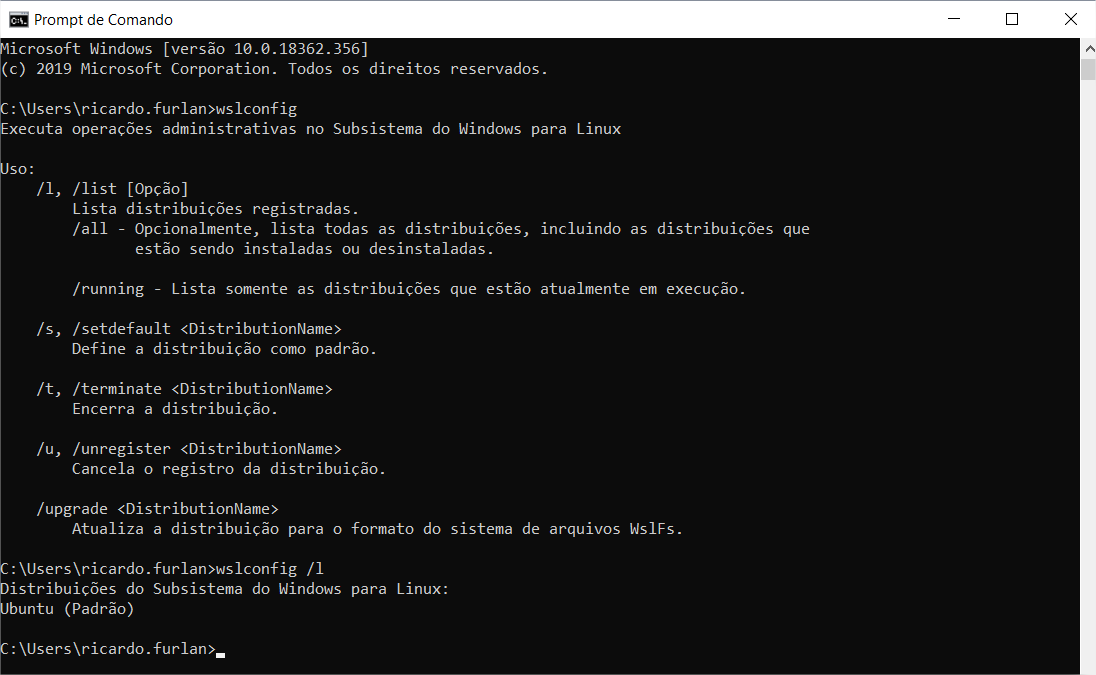 Prompt de Comando
Microsoft Windows [versão 10.0.18362.356]
(c) 2019 Microsoft Corporation. Todos os direitos reservados.
C:\Users\ricardo.furlan>wslconfig
Executa operações administrativas no Subsistema do Windows para Linux
Uso:
/l, /list [Opção]
Lista distribuições registradas.
/all - Opcionalmente, lista todas as distribuições, incluindo as distribuições que
estão sendo instaladas ou desinstaladas.
/running - Lista somente as distribuições que estão atualmente em execução.
/s, /setdefault <DistributionName>
Define a distribuição como padrão.
/t, /terminate <DistributionName>
Encerra a distribuição.
/u, /unregister <DistributionName>
Cancela o registro da distribuição.
/upgrade <DistributionName>
Atualiza a distribuição para o formato do sistema de arquivos WslFs.
C:\Users\ricardo.furlan>wslconfig /l
Distribuições do Subsistema do Windows para Linux:
Ubuntu (Padrão)
C:\Users\ricardo.furlan>